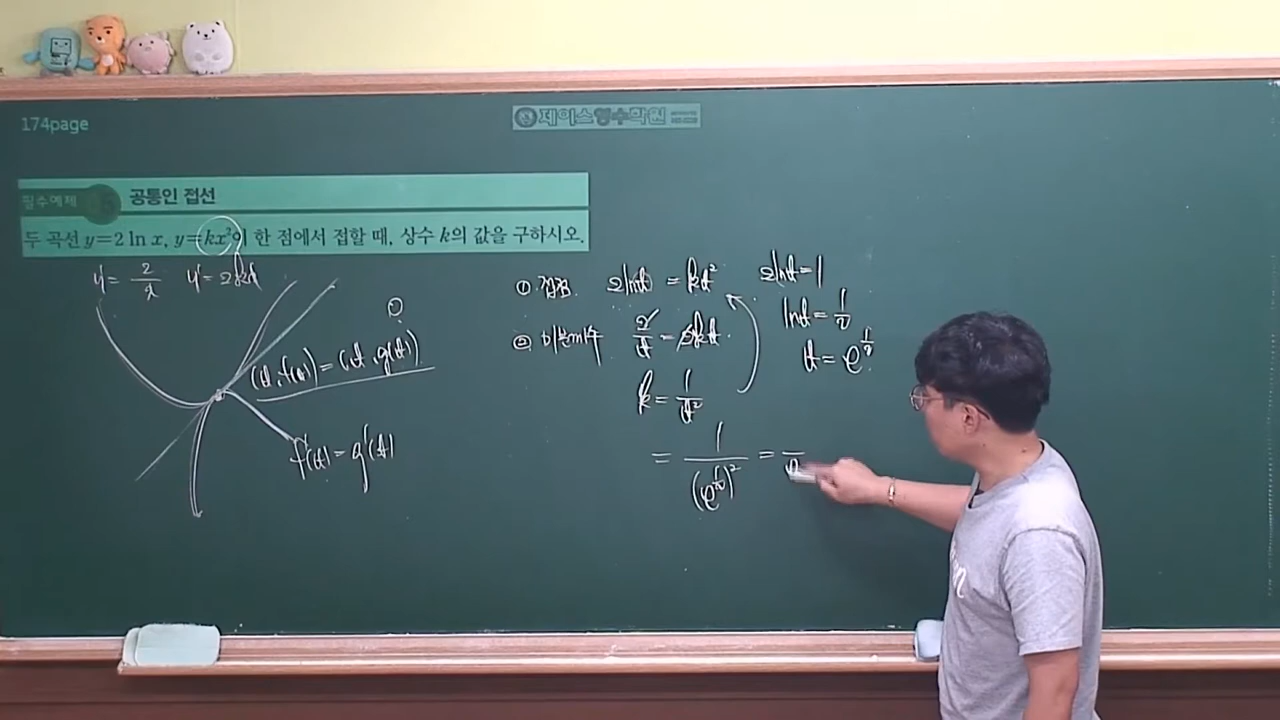 174page
제이스영수학원
필수예제
공통인 접선
두 곡선 y=2 ln x, y=kx²이 한 점에서 접할 때, 상수 k의 값을 구하시오.
y' = 2/x y' = 2kx
(t, f(t)) = (t, g(t))
f'(t) = g'(t)
① 접점 2lnt = kt²
② 미분계수 2/t = 2kt
k = 1/t²
= 1/(e^{1/2})² =
2lnt = 1
lnt = 1/2
t = e^{1/2}